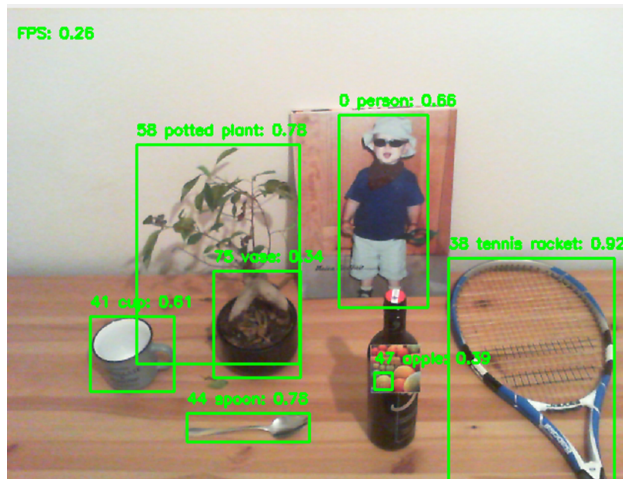 FPS: 0.26
0 person: 0.66
58 potted plant: 0.78
75 vase: 0.34
38 tennis racket: 0.92
41 cup: 0.61
47 apple: 0.39
44 spoon: 0.78